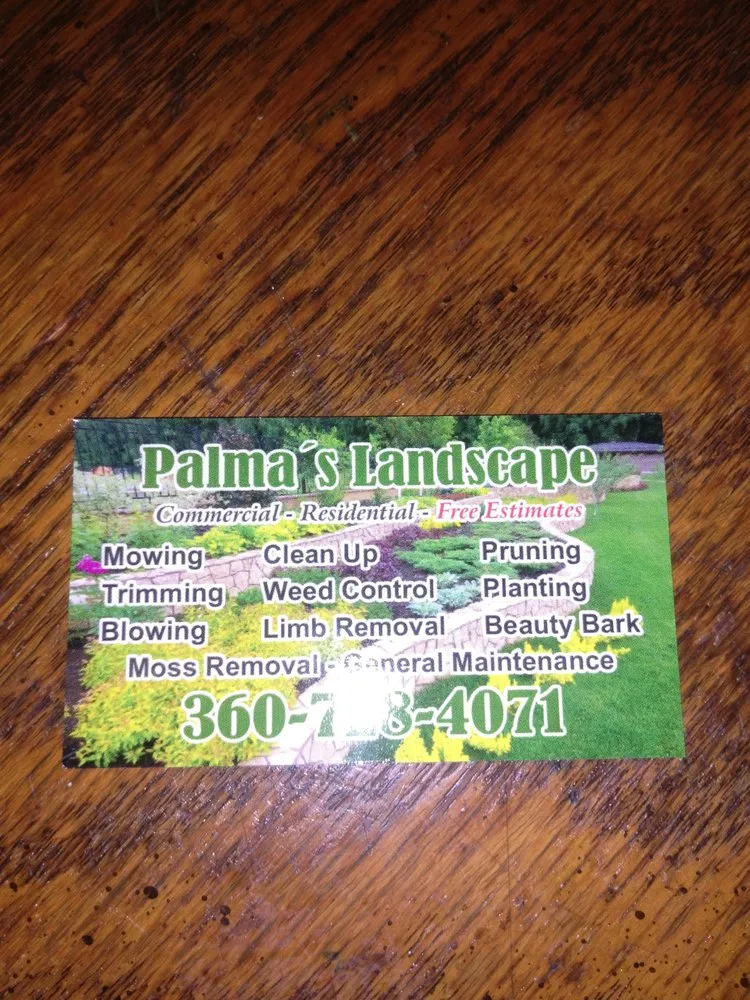 Palma´s Landscape
Commercial - Residential - Free Estimates
Mowing Clean Up Pruning
Trimming Weed Control Planting
Blowing Limb Removal Beauty Bark
Moss Removal - General Maintenance